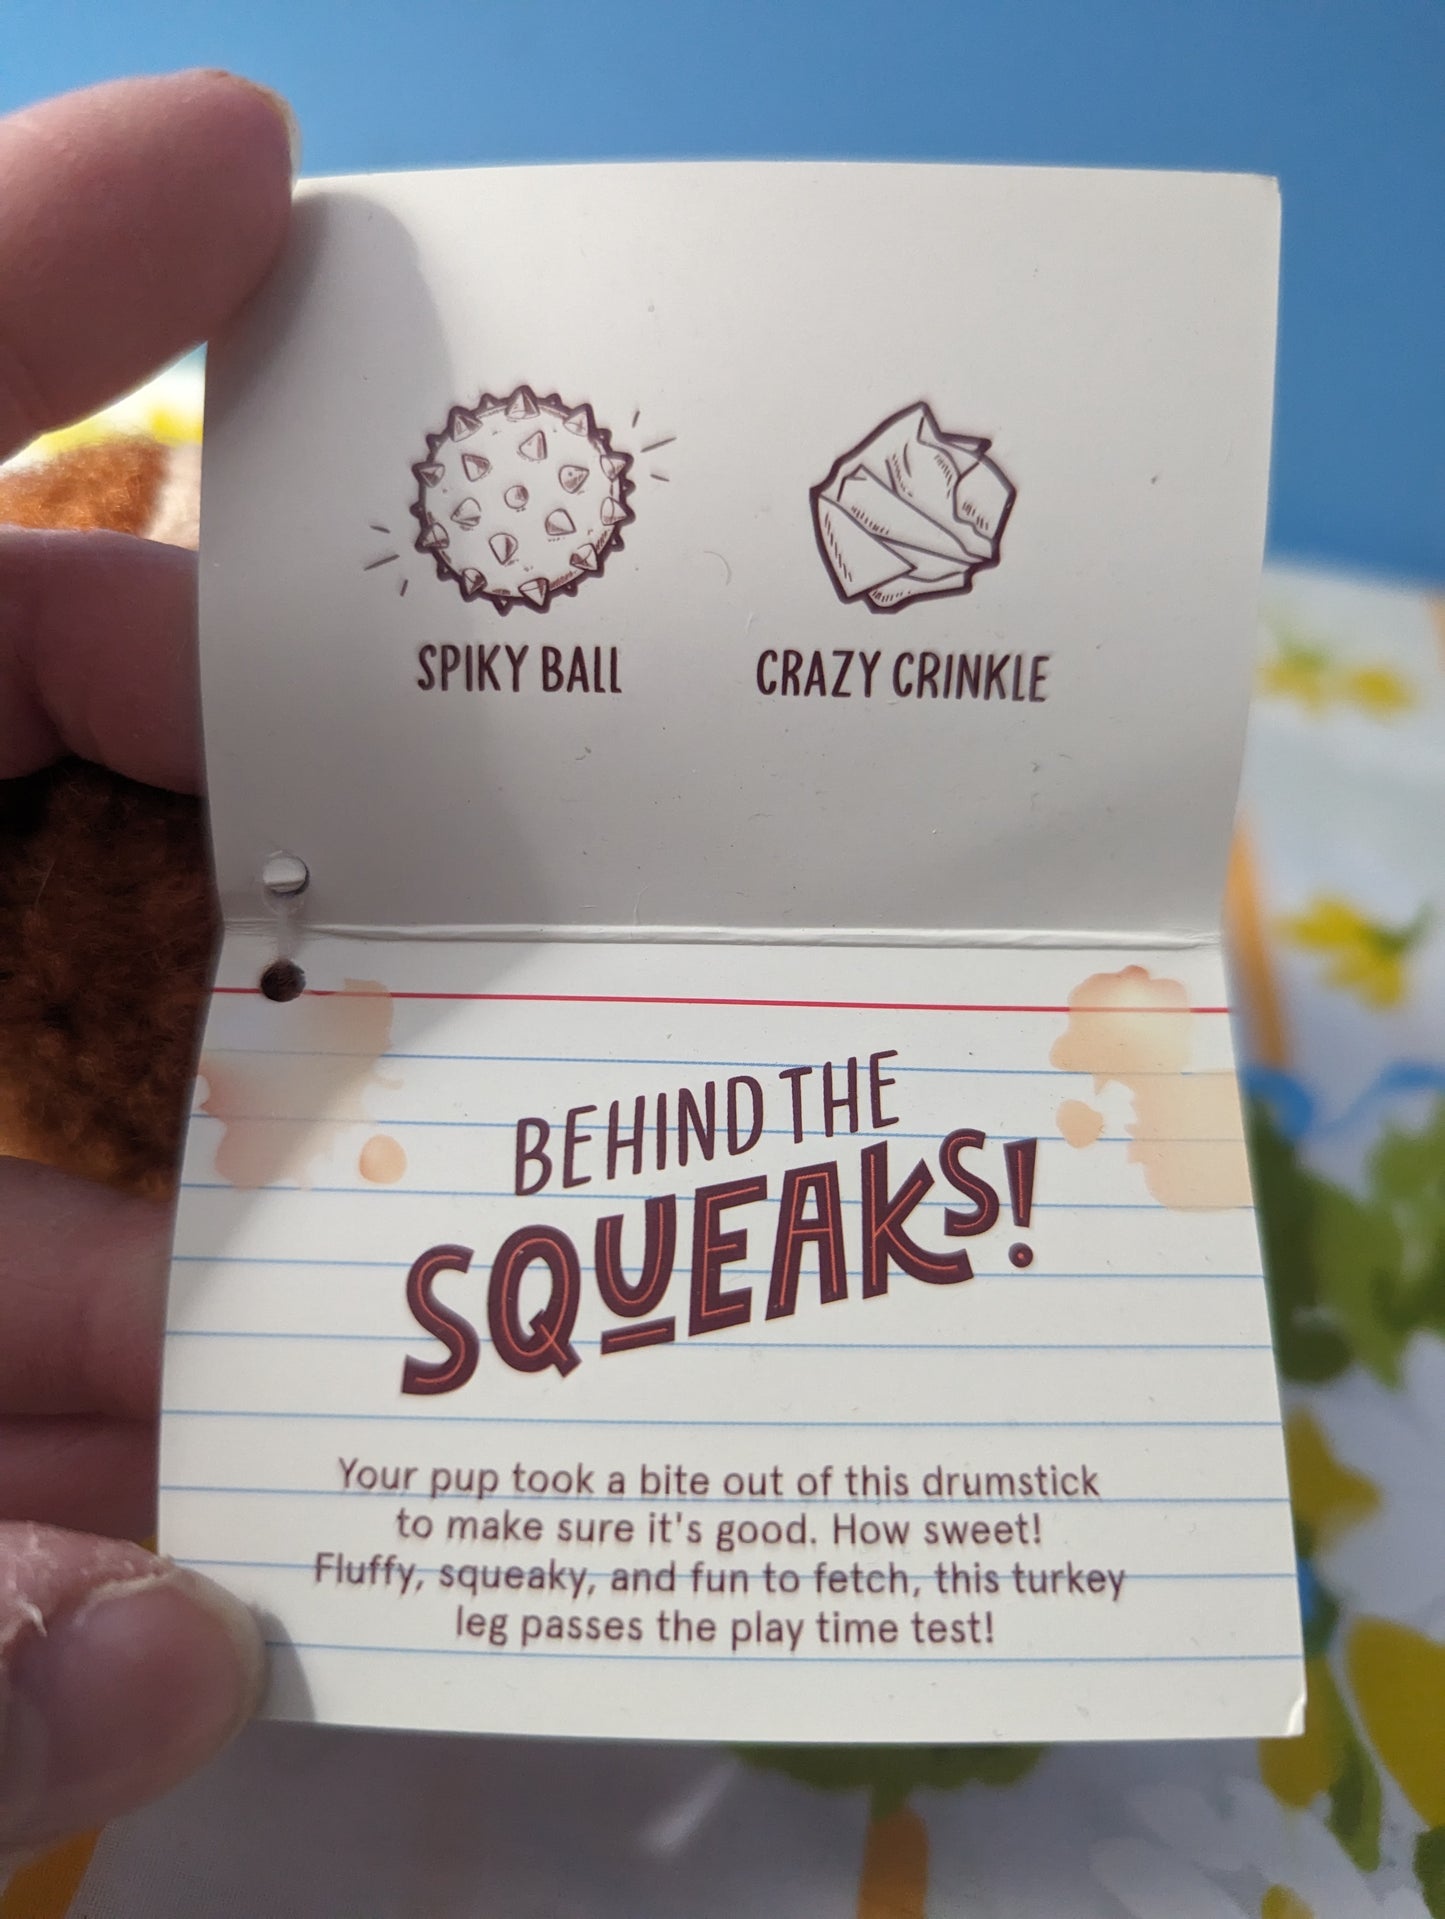 SPIKY BALL
CRAZY CRINKLE
BEHIND THE
SQUEAKS!
Your pup took a bite out of this drumstick
to make sure it's good. How sweet!
Fluffy, squeaky, and fun to fetch, this turkey
leg passes the play time test!